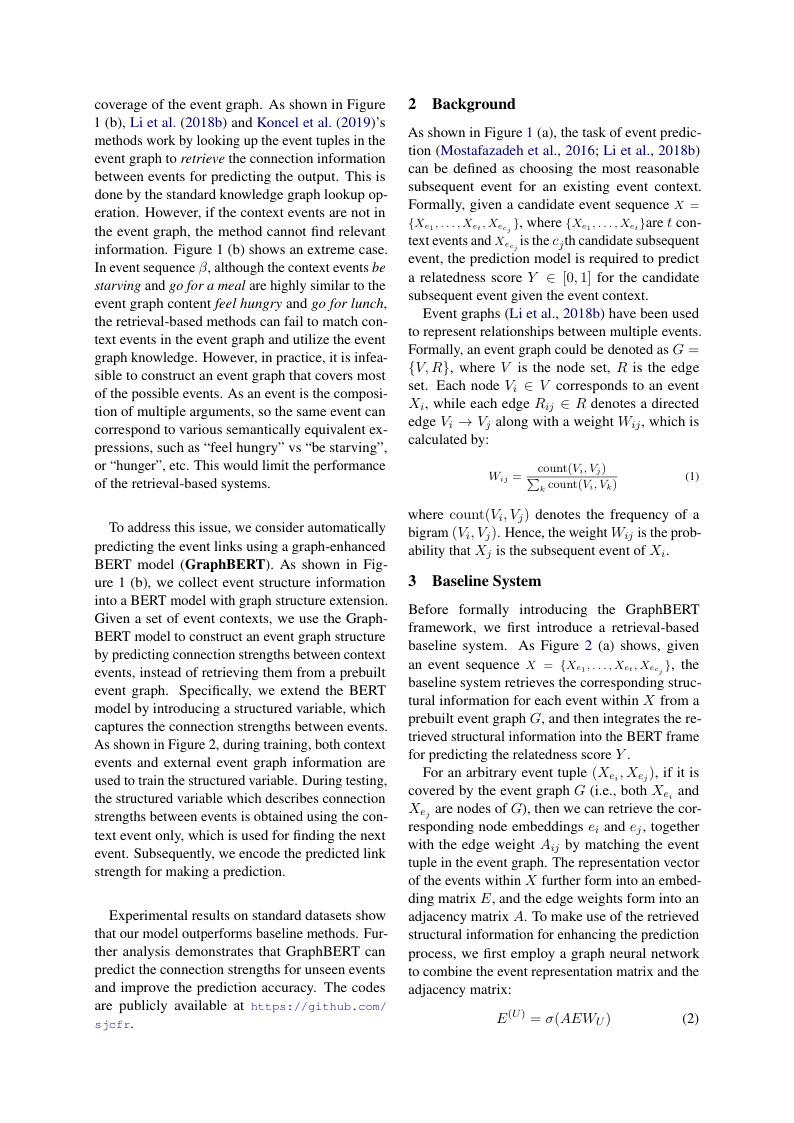 coverage of the event graph. As shown in Figure
1 (b), Li et al. (2018b) and Koncel et al. (2019)'s
methods work by looking up the event tuples in the
event graph to retrieve the connection information
between events for predicting the output. This is
done by the standard knowledge graph lookup op-
eration. However, if the context events are not in
the event graph, the method cannot find relevant
information. Figure 1 (b) shows an extreme case.
In event sequence β, although the context events be
starving and go for a meal are highly similar to the
event graph content feel hungry and go for lunch,
the retrieval-based methods can fail to match con-
text events in the event graph and utilize the event
graph knowledge. However, in practice, it is infea-
sible to construct an event graph that covers most
of the possible events. As an event is the composi-
tion of multiple arguments, so the same event can
correspond to various semantically equivalent ex-
pressions, such as “feel hungry” vs “be starving”,
or “hunger”, etc. This would limit the performance
of the retrieval-based systems.
To address this issue, we consider automatically
predicting the event links using a graph-enhanced
BERT model (GraphBERT). As shown in Fig-
ure 1 (b), we collect event structure information
into a BERT model with graph structure extension.
Given a set of event contexts, we use the Graph-
BERT model to construct an event graph structure
by predicting connection strengths between context
events, instead of retrieving them from a prebuilt
event graph. Specifically, we extend the BERT
model by introducing a structured variable, which
captures the connection strengths between events.
As shown in Figure 2, during training, both context
events and external event graph information are
used to train the structured variable. During testing,
the structured variable which describes connection
strengths between events is obtained using the con-
text event only, which is used for finding the next
event. Subsequently, we encode the predicted link
strength for making a prediction.
Experimental results on standard datasets show
that our model outperforms baseline methods. Fur-
ther analysis demonstrates that GraphBERT can
predict the connection strengths for unseen events
and improve the prediction accuracy. The codes
are publicly available at https://github.com/
sjcfr.
2 Background
As shown in Figure 1 (a), the task of event predic-
tion (Mostafazadeh et al., 2016; Li et al., 2018b)
can be defined as choosing the most reasonable
subsequent event for an existing event context.
Formally, given a candidate event sequence X =
{X_{e_1}, . . . , X_{e_t}, X_{e_{c_j}} }, where {X_{e_1}, . . . , X_{e_t}}are t con-
text events and X_{e_{c_j}} is the c_jth candidate subsequent
event, the prediction model is required to predict
a relatedness score Y ∈ [0, 1] for the candidate
subsequent event given the event context.
Event graphs (Li et al., 2018b) have been used
to represent relationships between multiple events.
Formally, an event graph could be denoted as G =
{V, R}, where V is the node set, R is the edge
set. Each node V_i ∈ V corresponds to an event
X_i, while each edge R_{ij} ∈ R denotes a directed
edge V_i → V_j along with a weight W_{ij}, which is
calculated by:
W_{ij} = count(V_i, V_j) / ∑_k count(V_i, V_k) (1)
where count(V_i, V_j) denotes the frequency of a
bigram (V_i, V_j). Hence, the weight W_{ij} is the prob-
ability that X_j is the subsequent event of X_i.
3 Baseline System
Before formally introducing the GraphBERT
framework, we first introduce a retrieval-based
baseline system. As Figure 2 (a) shows, given
an event sequence X = {X_{e_1}, . . . , X_{e_t}, X_{e_{c_j}} }, the
baseline system retrieves the corresponding struc-
tural information for each event within X from a
prebuilt event graph G, and then integrates the re-
trieved structural information into the BERT frame
for predicting the relatedness score Y.
For an arbitrary event tuple (X_{e_i}, X_{e_j}), if it is
covered by the event graph G (i.e., both X_{e_i} and
X_{e_j} are nodes of G), then we can retrieve the cor-
responding node embeddings e_i and e_j, together
with the edge weight A_{ij} by matching the event
tuple in the event graph. The representation vector
of the events within X further form into an embed-
ding matrix E, and the edge weights form into an
adjacency matrix A. To make use of the retrieved
structural information for enhancing the prediction
process, we first employ a graph neural network
to combine the event representation matrix and the
adjacency matrix:
E^{(U)} = σ(AEW_U) (2)